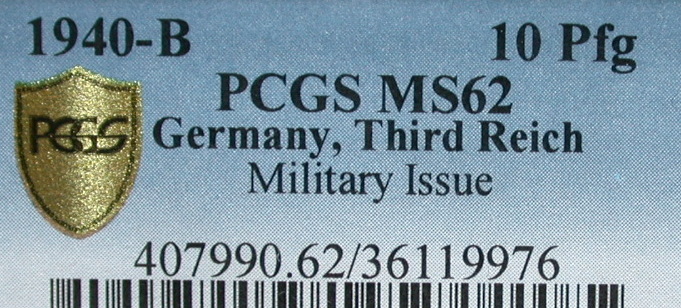 1940-B 10 Pfg
PCGS MS62
PCGS Germany, Third Reich
Military Issue
407990.62/36119976